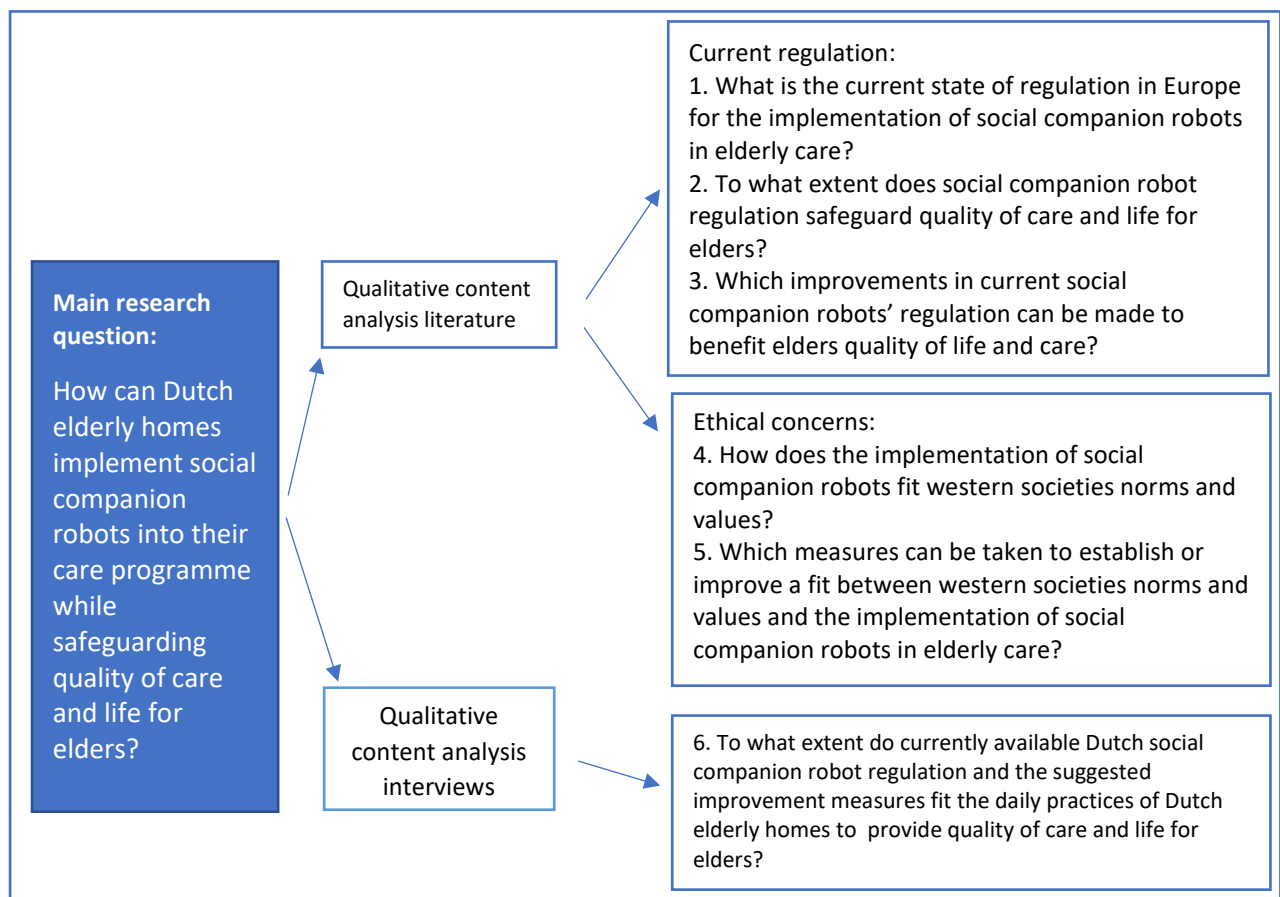 Main research
question:
How can Dutch
elderly homes
implement social
companion
robots into their
care programme
while
safeguarding
quality of care
and life for
elders?
Qualitative content
analysis literature
Qualitative
content analysis
interviews
Current regulation:
1. What is the current state of regulation in Europe
for the implementation of social companion robots
in elderly care?
2. To what extent does social companion robot
regulation safeguard quality of care and life for
elders?
3. Which improvements in current social
companion robots’ regulation can be made to
benefit elders quality of life and care?
Ethical concerns:
4. How does the implementation of social
companion robots fit western societies norms and
values?
5. Which measures can be taken to establish or
improve a fit between western societies norms and
values and the implementation of social
companion robots in elderly care?
6. To what extent do currently available Dutch social
companion robot regulation and the suggested
improvement measures fit the daily practices of Dutch
elderly homes to  provide quality of care and life for
elders?